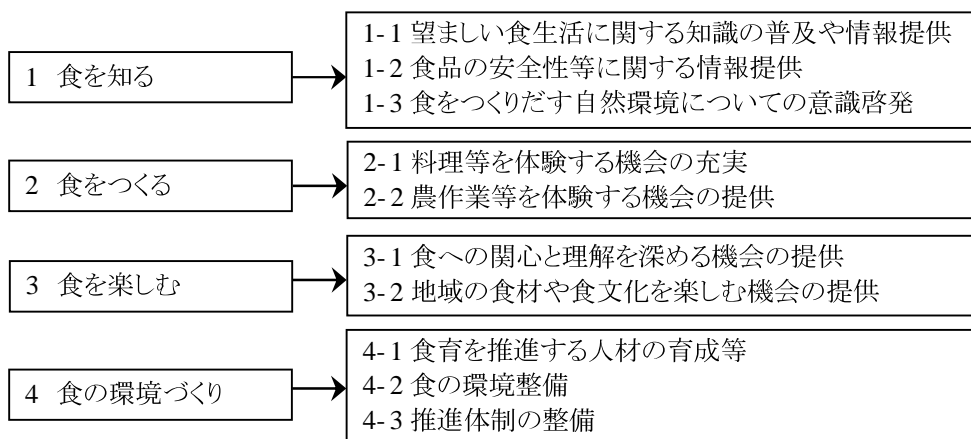 1 食を知る
1-1 望ましい食生活に関する知識の普及や情報提供
1-2 食品の安全性等に関する情報提供
1-3 食をつくりだす自然環境についての意識啓発
2 食をつくる
2-1 料理等を体験する機会の充実
2-2 農作業等を体験する機会の提供
3 食を楽しむ
3-1 食への関心と理解を深める機会の提供
3-2 地域の食材や食文化を楽しむ機会の提供
4 食の環境づくり
4-1 食育を推進する人材の育成等
4-2 食の環境整備
4-3 推進体制の整備